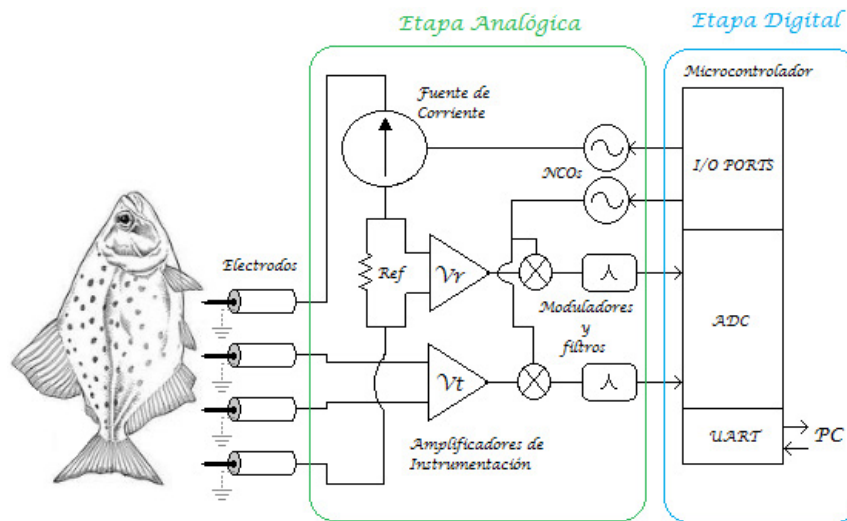 Etapa Analógica
Etapa Digital
Microcontrolador
Fuente de
Corriente
NCOs
I/O PORTS
Electrodos
Ref
Vr
Moduladores
y
filtros
ADC
Vt
Amplificadores de
Instrumentación
UART
PC